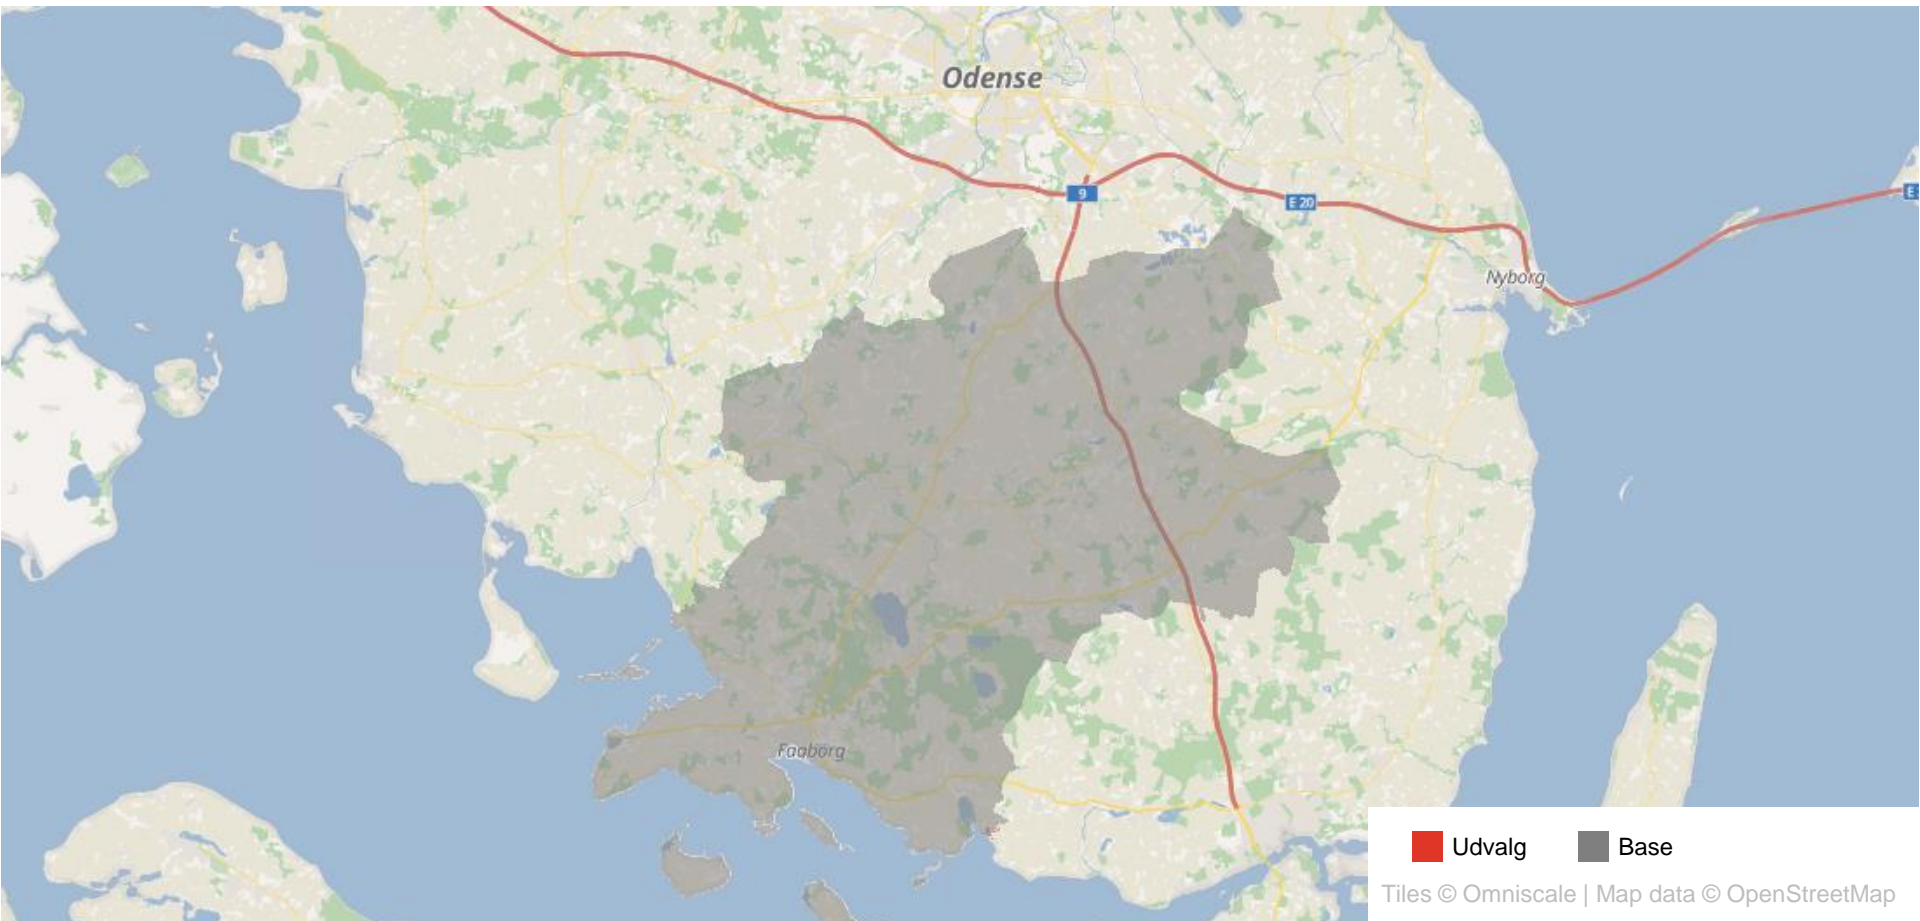 Odense
9
E 20
E
Nyborg
Faaborg
Udvalg
Base
Tiles © Omniscale | Map data © OpenStreetMap